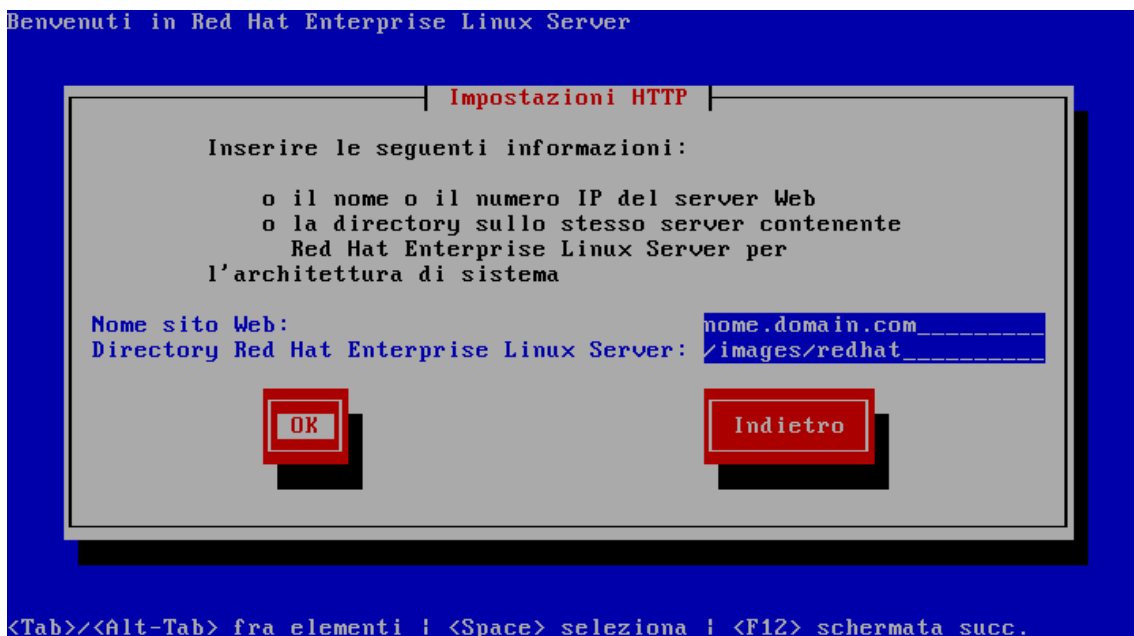 Benvenuti in Red Hat Enterprise Linux Server
Impostazioni HTTP
Inserire le seguenti informazioni:
o il nome o il numero IP del server Web
o la directory sullo stesso server contenente
Red Hat Enterprise Linux Server per
l'architettura di sistema
Nome sito Web: nome.domain.com_________
Directory Red Hat Enterprise Linux Server: /images/redhat__________
OK Indietro
<Tab>/<Alt-Tab> fra elementi | <Space> seleziona | <F12> schermata succ.